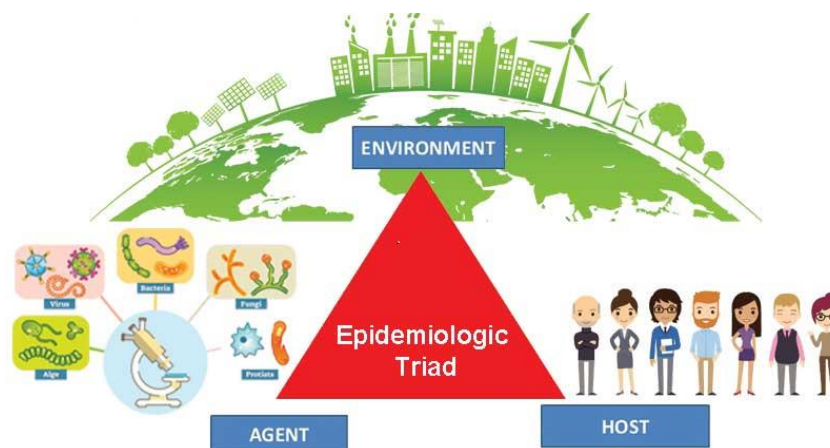 ENVIRONMENT
Bacteria
Virus
Fungi
Epidemiologic
Triad
Alge
Protista
AGENT
HOST